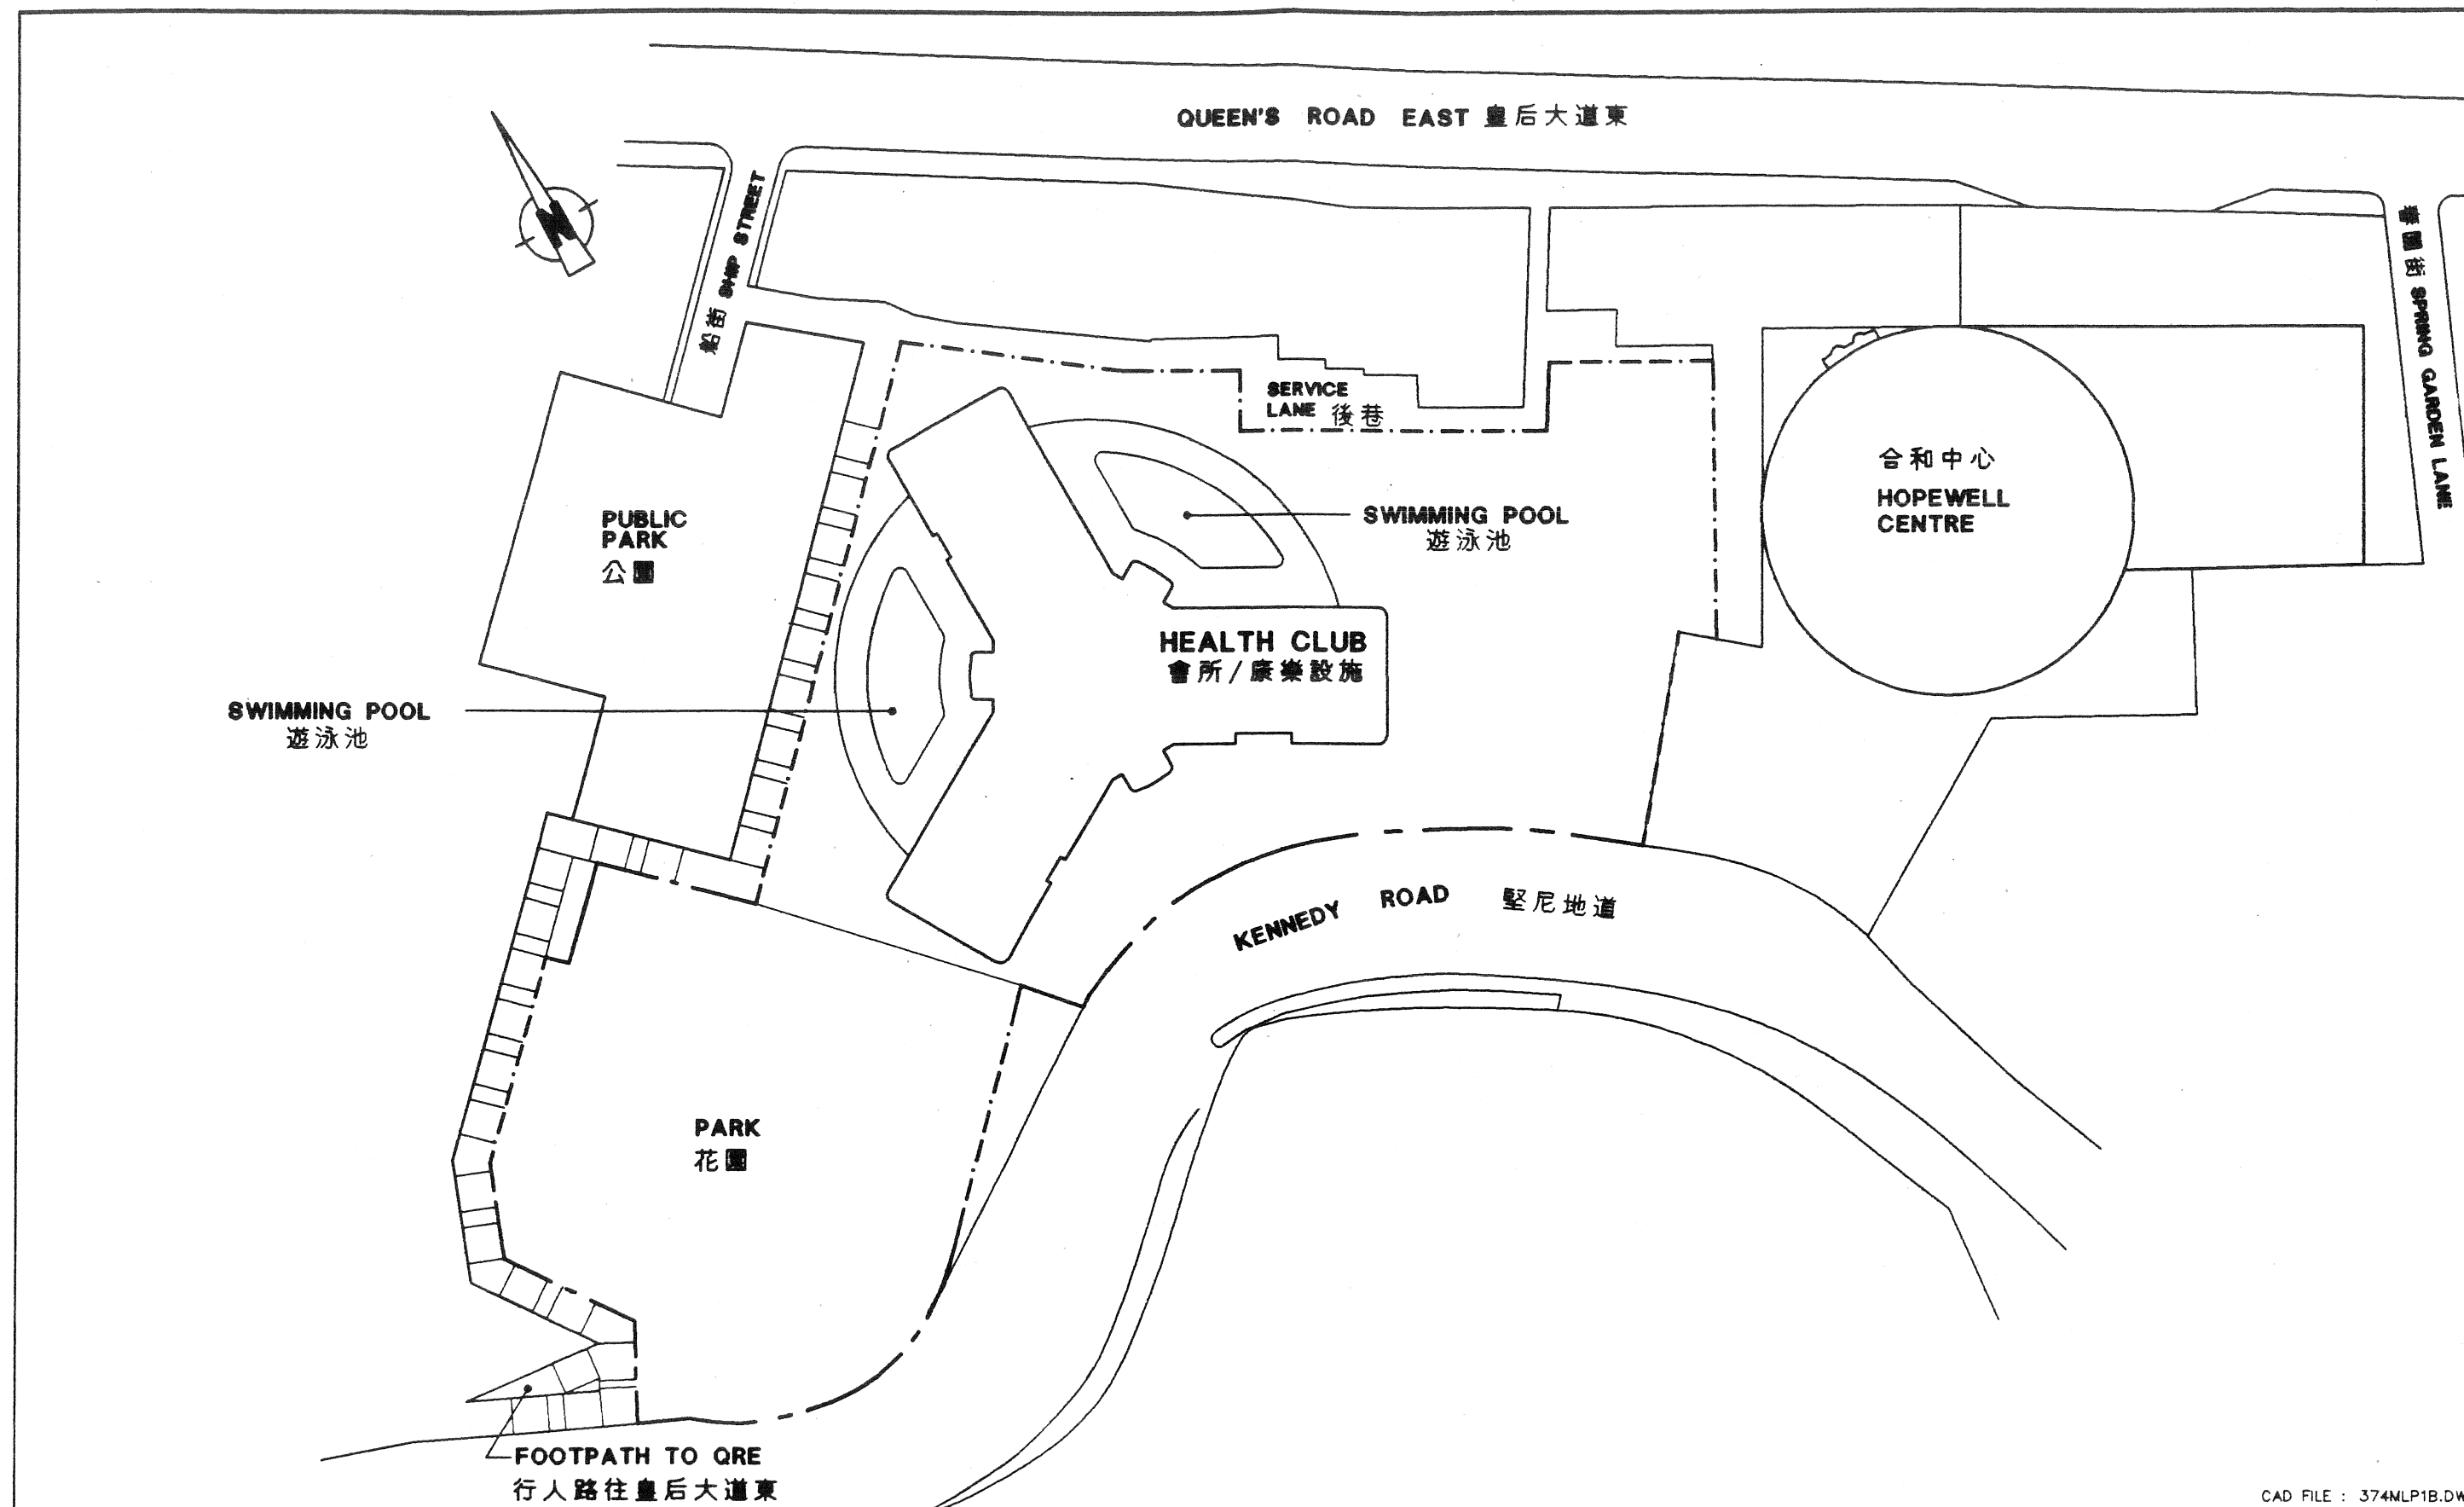 QUEEN'S ROAD EAST 皇后大道東
N
船街 SHIP STREET
春園街 SPRING GARDEN LANE
SERVICE
LANE 後巷
合和中心
HOPEWELL
CENTRE
PUBLIC
PARK
公園
SWIMMING POOL
遊泳池
HEALTH CLUB
會所/康樂設施
SWIMMING POOL
遊泳池
KENNEDY ROAD 堅尼地道
PARK
花園
FOOTPATH TO QRE
行人路往皇后大道東
CAD FILE : 374MLP1B.DW